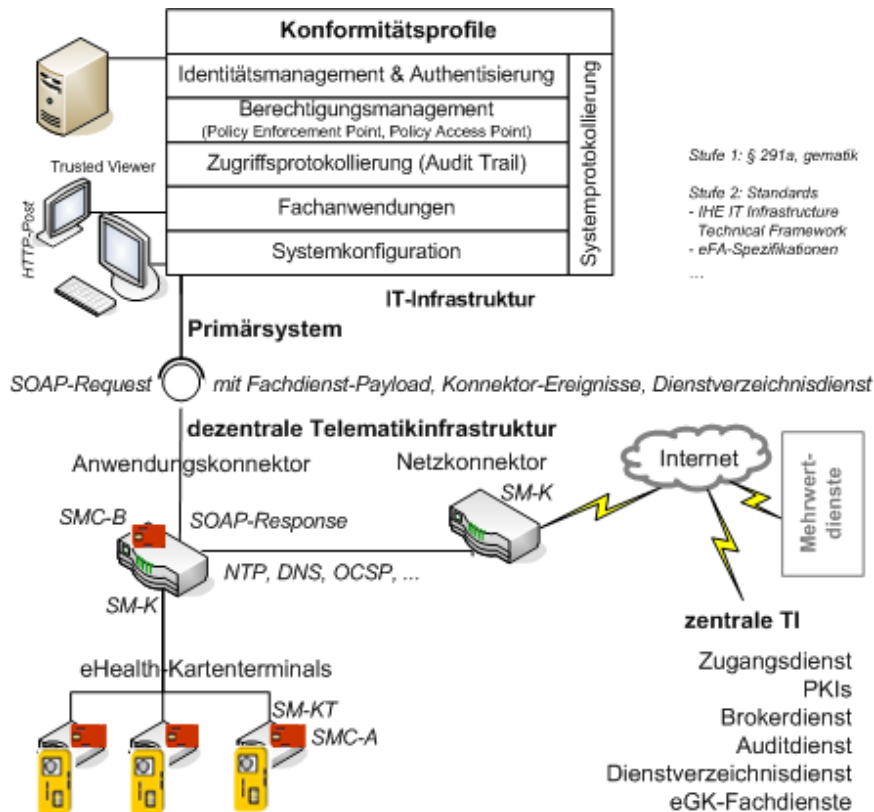 Konformitätsprofile
Identitätsmanagement & Authentisierung
Berechtigungsmanagement
(Policy Enforcement Point, Policy Access Point)
Zugriffsprotokollierung (Audit Trail)
Fachanwendungen
Systemkonfiguration
Systemprotokollierung
Trusted Viewer
HTTP-Post
Stufe 1: § 291a, gematik
Stufe 2: Standards
- IHE IT Infrastructure
Technical Framework
- eFA-Spezifikationen
...
IT-Infrastruktur
Primärsystem
SOAP-Request
mit Fachdienst-Payload, Konnektor-Ereignisse, Dienstverzeichnisdienst
dezentrale Telematikinfrastruktur
Anwendungskonnektor
Netzkonnektor
Internet
Mehrwert-
dienste
SM-K
SMC-B
SOAP-Response
NTP, DNS, OCSP, ...
SM-K
zentrale TI
eHealth-Kartenterminals
SM-KT
SMC-A
Zugangsdienst
PKIs
Brokerdienst
Auditdienst
Dienstverzeichnisdienst
eGK-Fachdienste